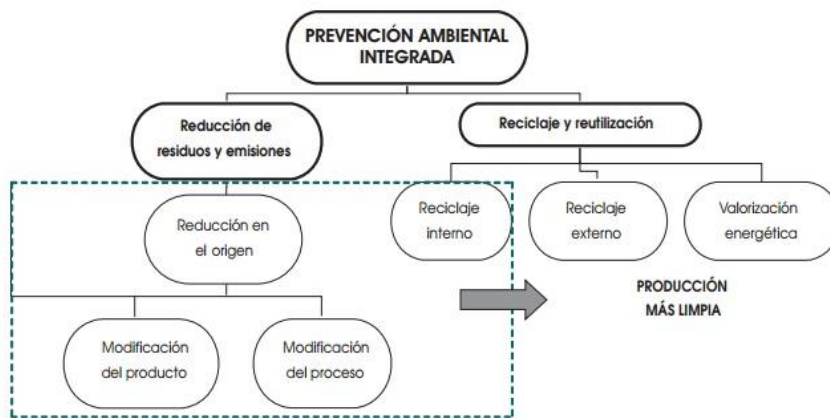 PREVENCIÓN AMBIENTAL
INTEGRADA
Reducción de
residuos y emisiones
Reciclaje y reutilización
Reducción en
el origen
Reciclaje
interno
Reciclaje
externo
Valorización
energética
PRODUCCIÓN
MÁS LIMPIA
Modificación
del producto
Modificación
del proceso